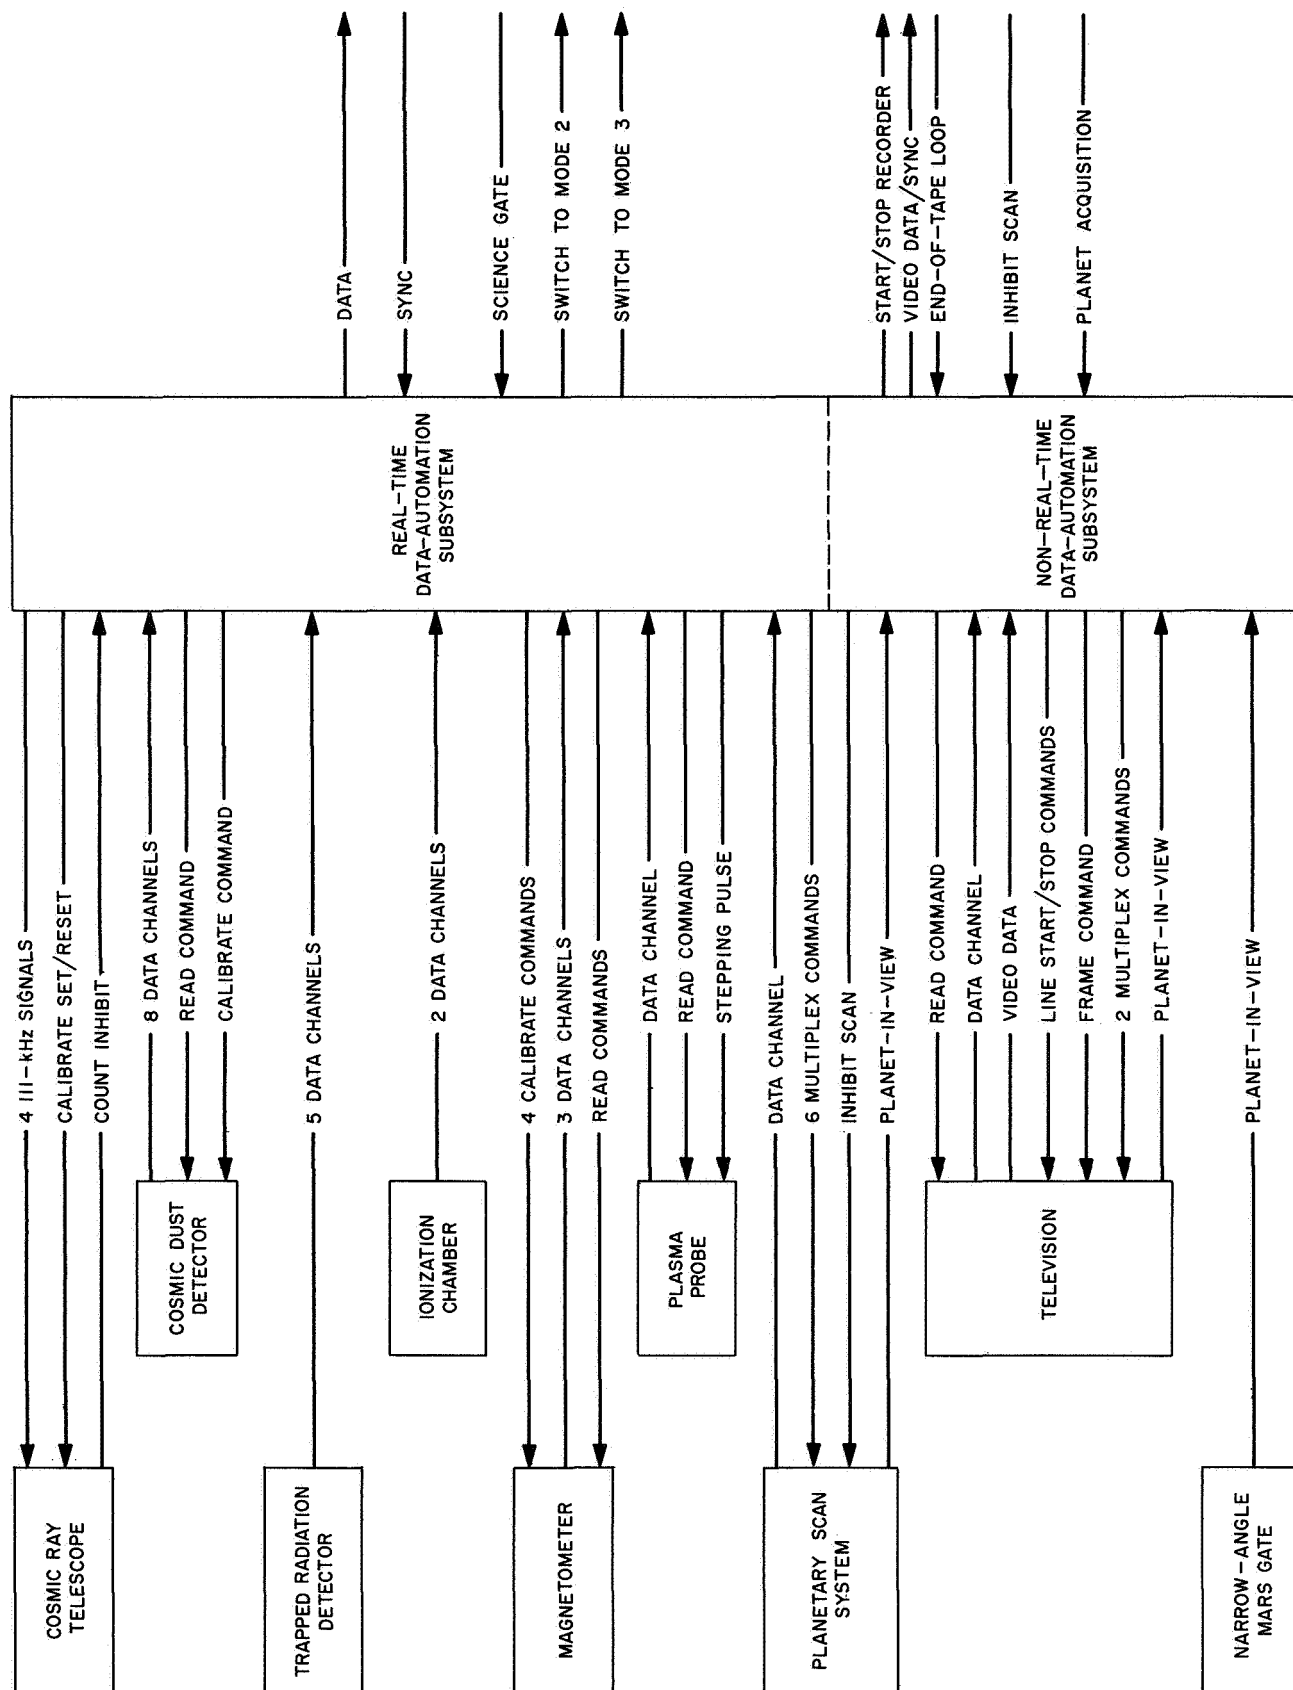 COSMIC RAY
TELESCOPE
4 111-kHz SIGNALS
CALIBRATE SET/RESET
COUNT INHIBIT
COSMIC DUST
DETECTOR
8 DATA CHANNELS
READ COMMAND
CALIBRATE COMMAND
TRAPPED RADIATION
DETECTOR
5 DATA CHANNELS
IONIZATION
CHAMBER
2 DATA CHANNELS
MAGNETOMETER
4 CALIBRATE COMMANDS
3 DATA CHANNELS
READ COMMANDS
PLASMA
PROBE
DATA CHANNEL
READ COMMAND
STEPPING PULSE
PLANETARY SCAN
SYSTEM
DATA CHANNEL
6 MULTIPLEX COMMANDS
INHIBIT SCAN
PLANET-IN-VIEW
TELEVISION
READ COMMAND
DATA CHANNEL
VIDEO DATA
LINE START/STOP COMMANDS
FRAME COMMAND
2 MULTIPLEX COMMANDS
PLANET-IN-VIEW
NARROW-ANGLE
MARS GATE
PLANET-IN-VIEW
REAL-TIME
DATA-AUTOMATION
SUBSYSTEM
NON-REAL-TIME
DATA-AUTOMATION
SUBSYSTEM
DATA
SYNC
SCIENCE GATE
SWITCH TO MODE 2
SWITCH TO MODE 3
START/STOP RECORDER
VIDEO DATA/SYNC
END-OF-TAPE LOOP
INHIBIT SCAN
PLANET ACQUISITION